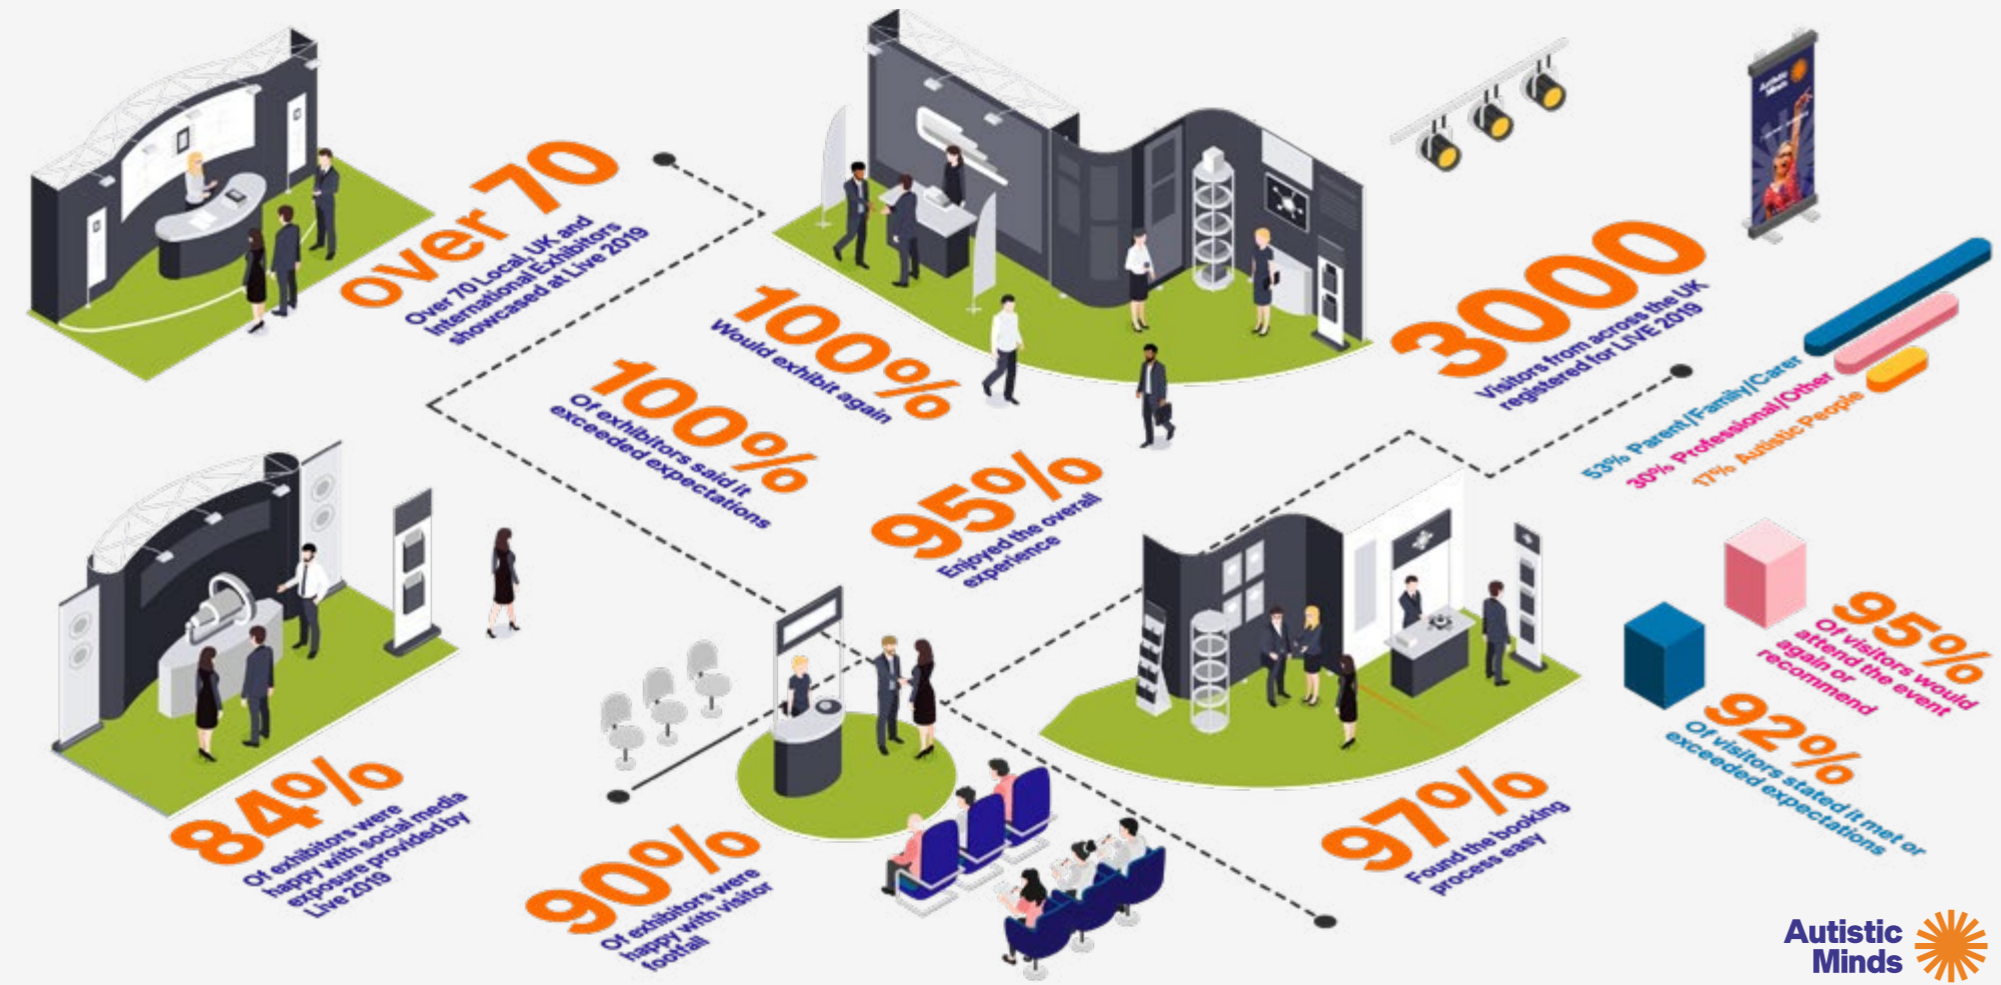 over 70
Over 70 Local, UK and
International Exhibitors
showcased at Live 2019
100%
Would exhibit again
100%
Of exhibitors said it
exceeded expectations
95%
Enjoyed the overall
experience
3000
Visitors from across the UK
registered for LIVE 2019
53% Parent/Family/Carer
30% Professional/Other
17% Autistic People
Autistic
Minds
84%
Of exhibitors were
happy with social media
exposure provided by
Live 2019
90%
Of exhibitors were
happy with visitor
footfall
97%
Found the booking
process easy
95%
Of visitors would
attend the event
again or
recommend
92%
Of visitors stated it met or
exceeded expectations
Autistic
Minds